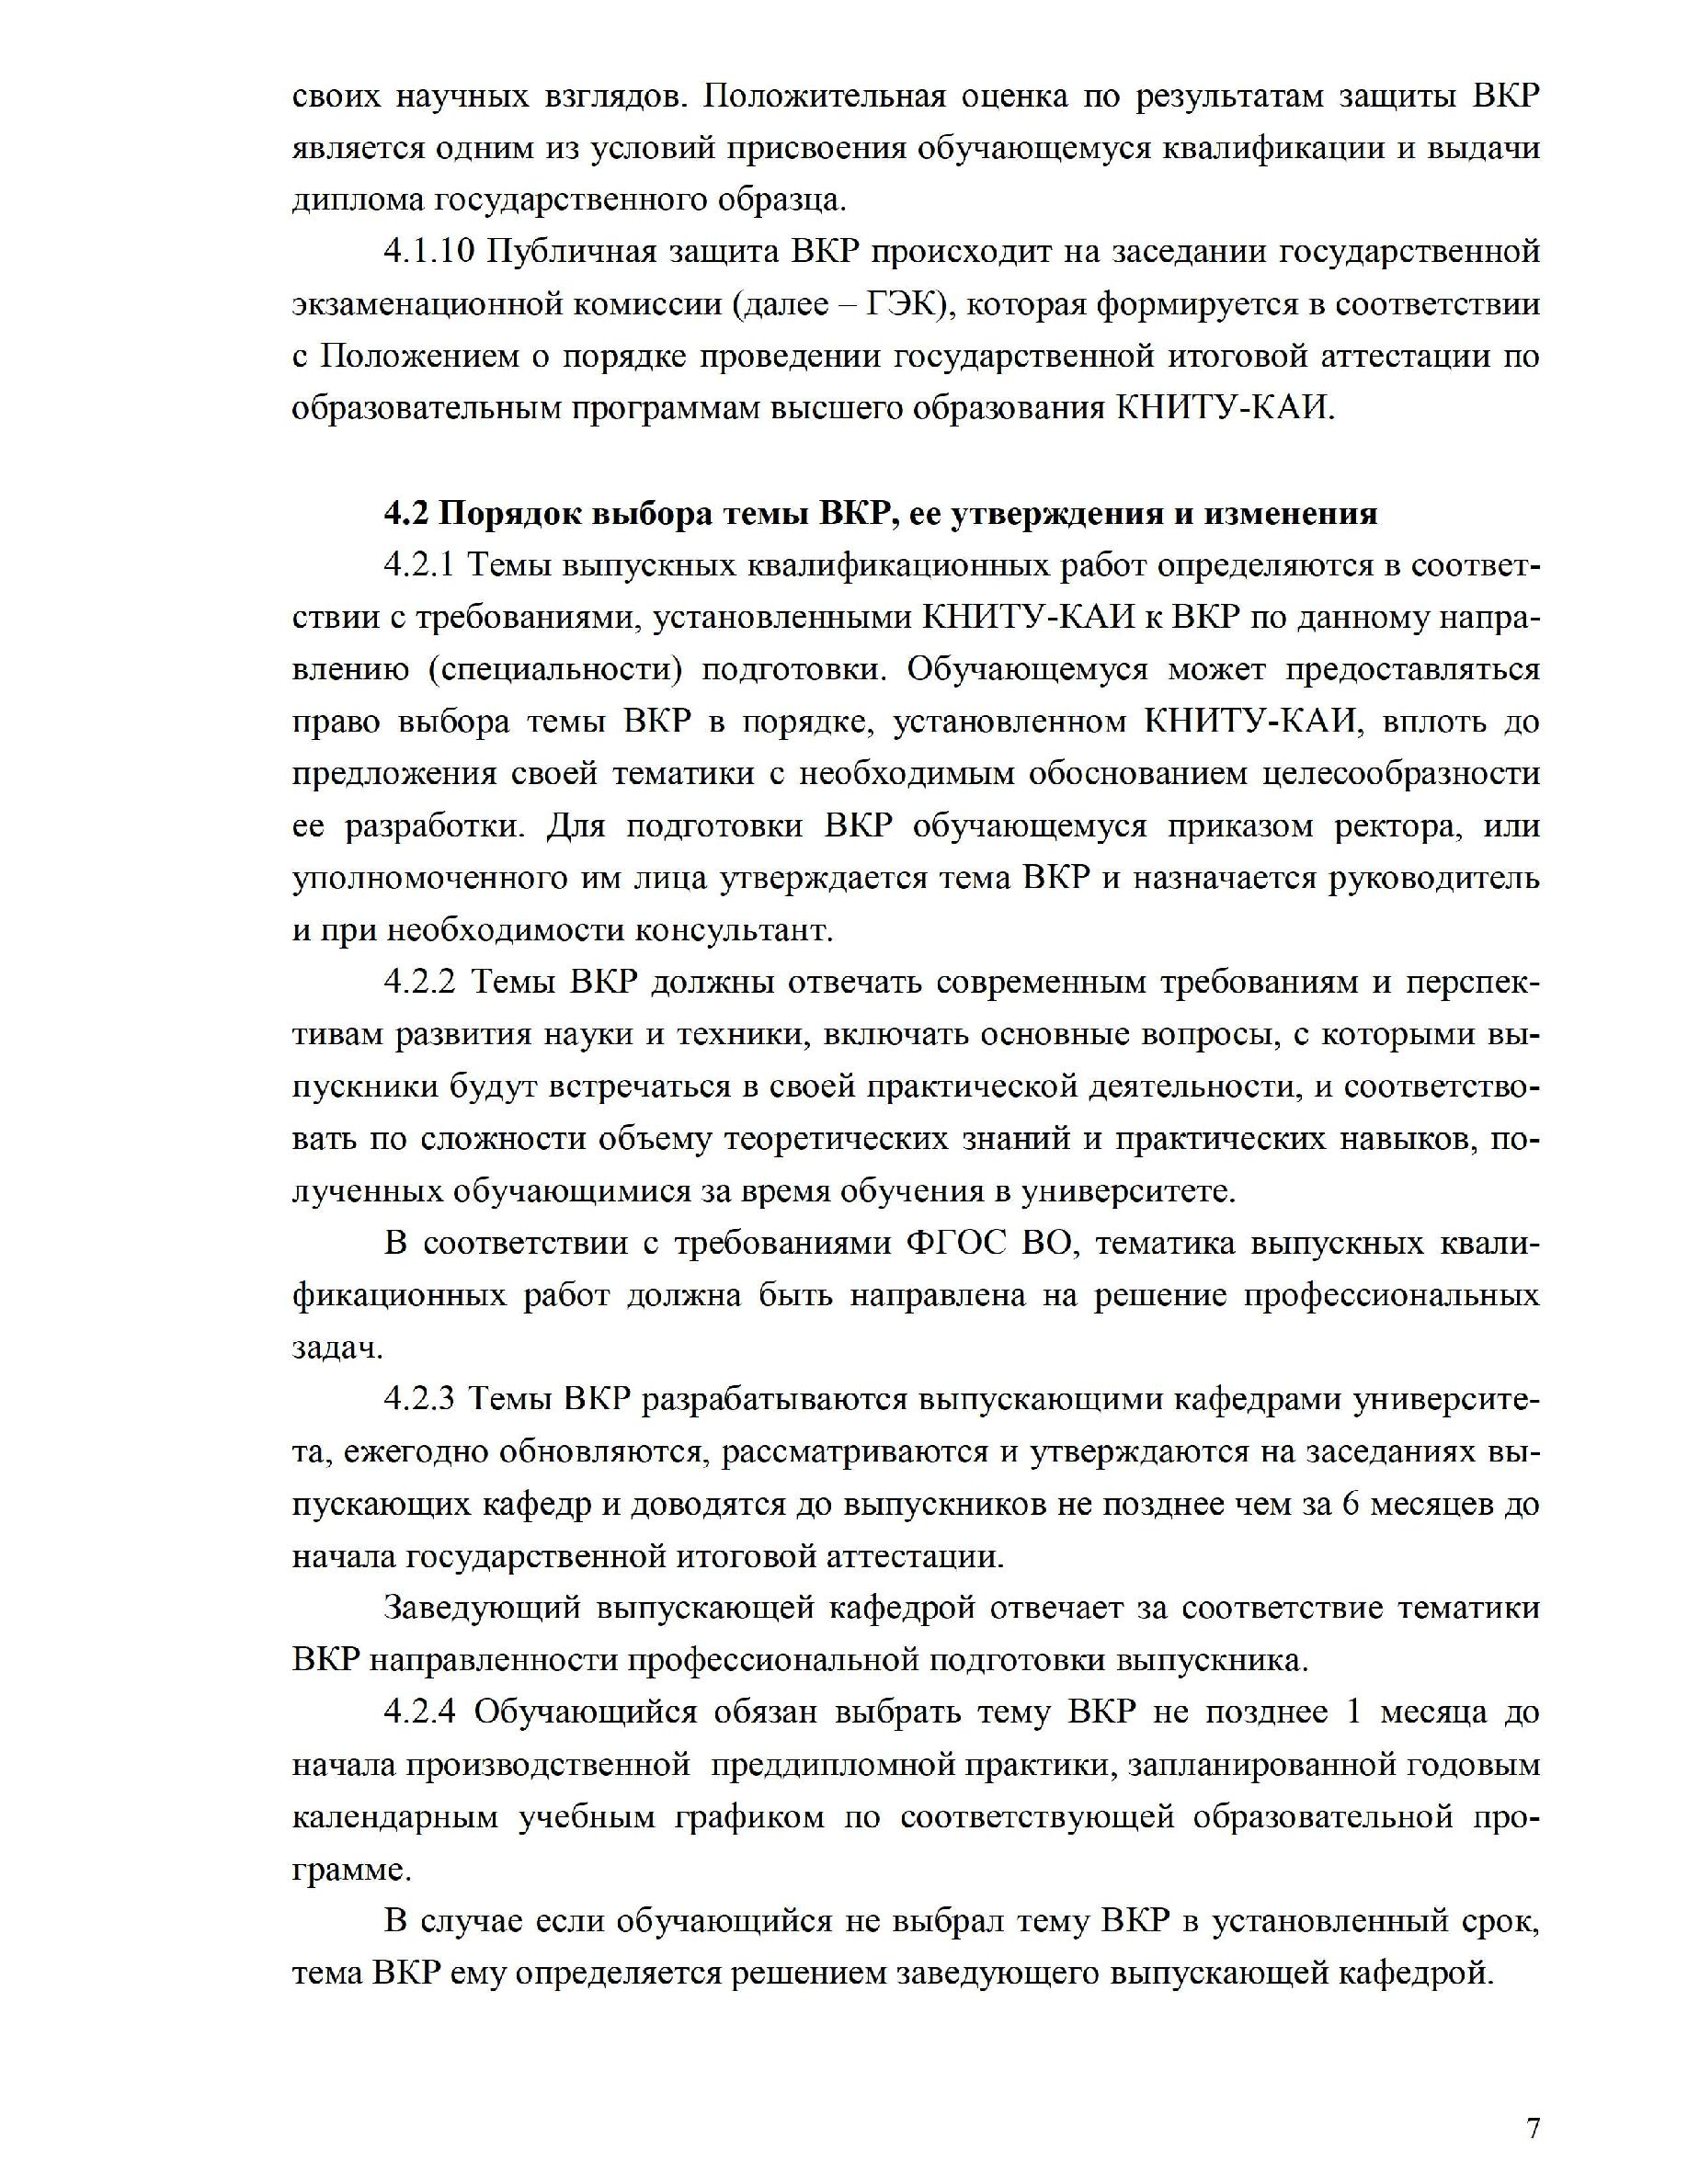 своих научных взглядов. Положительная оценка по результатам защиты ВКР
является одним из условий присвоения обучающемуся квалификации и выдачи
диплома государственного образца.
4.1.10 Публичная защита ВКР происходит на заседании государственной
экзаменационной комиссии (далее – ГЭК), которая формируется в соответствии
с Положением о порядке проведении государственной итоговой аттестации по
образовательным программам высшего образования КНИТУ-КАИ.
4.2 Порядок выбора темы ВКР, ее утверждения и изменения
4.2.1 Темы выпускных квалификационных работ определяются в соответ-
ствии с требованиями, установленными КНИТУ-КАИ к ВКР по данному напра-
влению (специальности) подготовки. Обучающемуся может предоставляться
право выбора темы ВКР в порядке, установленном КНИТУ-КАИ, вплоть до
предложения своей тематики с необходимым обоснованием целесообразности
ее разработки. Для подготовки ВКР обучающемуся приказом ректора, или
уполномоченного им лица утверждается тема ВКР и назначается руководитель
и при необходимости консультант.
4.2.2 Темы ВКР должны отвечать современным требованиям и перспек-
тивам развития науки и техники, включать основные вопросы, с которыми вы-
пускники будут встречаться в своей практической деятельности, и соответство-
вать по сложности объему теоретических знаний и практических навыков, по-
лученных обучающимися за время обучения в университете.
В соответствии с требованиями ФГОС ВО, тематика выпускных квали-
фикационных работ должна быть направлена на решение профессиональных
задач.
4.2.3 Темы ВКР разрабатываются выпускающими кафедрами университе-
та, ежегодно обновляются, рассматриваются и утверждаются на заседаниях вы-
пускающих кафедр и доводятся до выпускников не позднее чем за 6 месяцев до
начала государственной итоговой аттестации.
Заведующий выпускающей кафедрой отвечает за соответствие тематики
ВКР направленности профессиональной подготовки выпускника.
4.2.4 Обучающийся обязан выбрать тему ВКР не позднее 1 месяца до
начала производственной  преддипломной практики, запланированной годовым
календарным учебным графиком по соответствующей образовательной про-
грамме.
В случае если обучающийся не выбрал тему ВКР в установленный срок,
тема ВКР ему определяется решением заведующего выпускающей кафедрой.
7